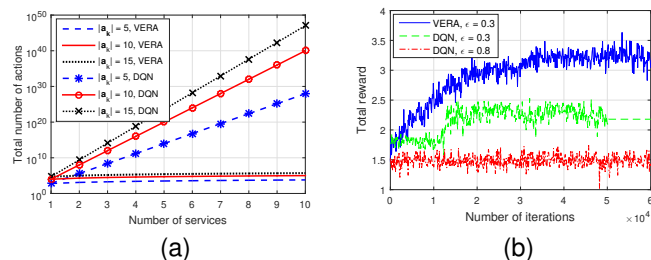 10^50
10^40
10^30
10^20
10^10
10^0
Total number of actions
|a_k| = 5, VERA
|a_k| = 10, VERA
|a_k| = 15, VERA
|a_k| = 5, DQN
|a_k| = 10, DQN
|a_k| = 15, DQN
1 2 3 4 5 6 7 8 9 10
Number of services
(a)
4
3.5
3
2.5
2
1.5
1
Total reward
VERA, ϵ = 0.3
DQN, ϵ = 0.3
DQN, ϵ = 0.8
0 1 2 3 4 5 6
Number of iterations
× 10^4
(b)